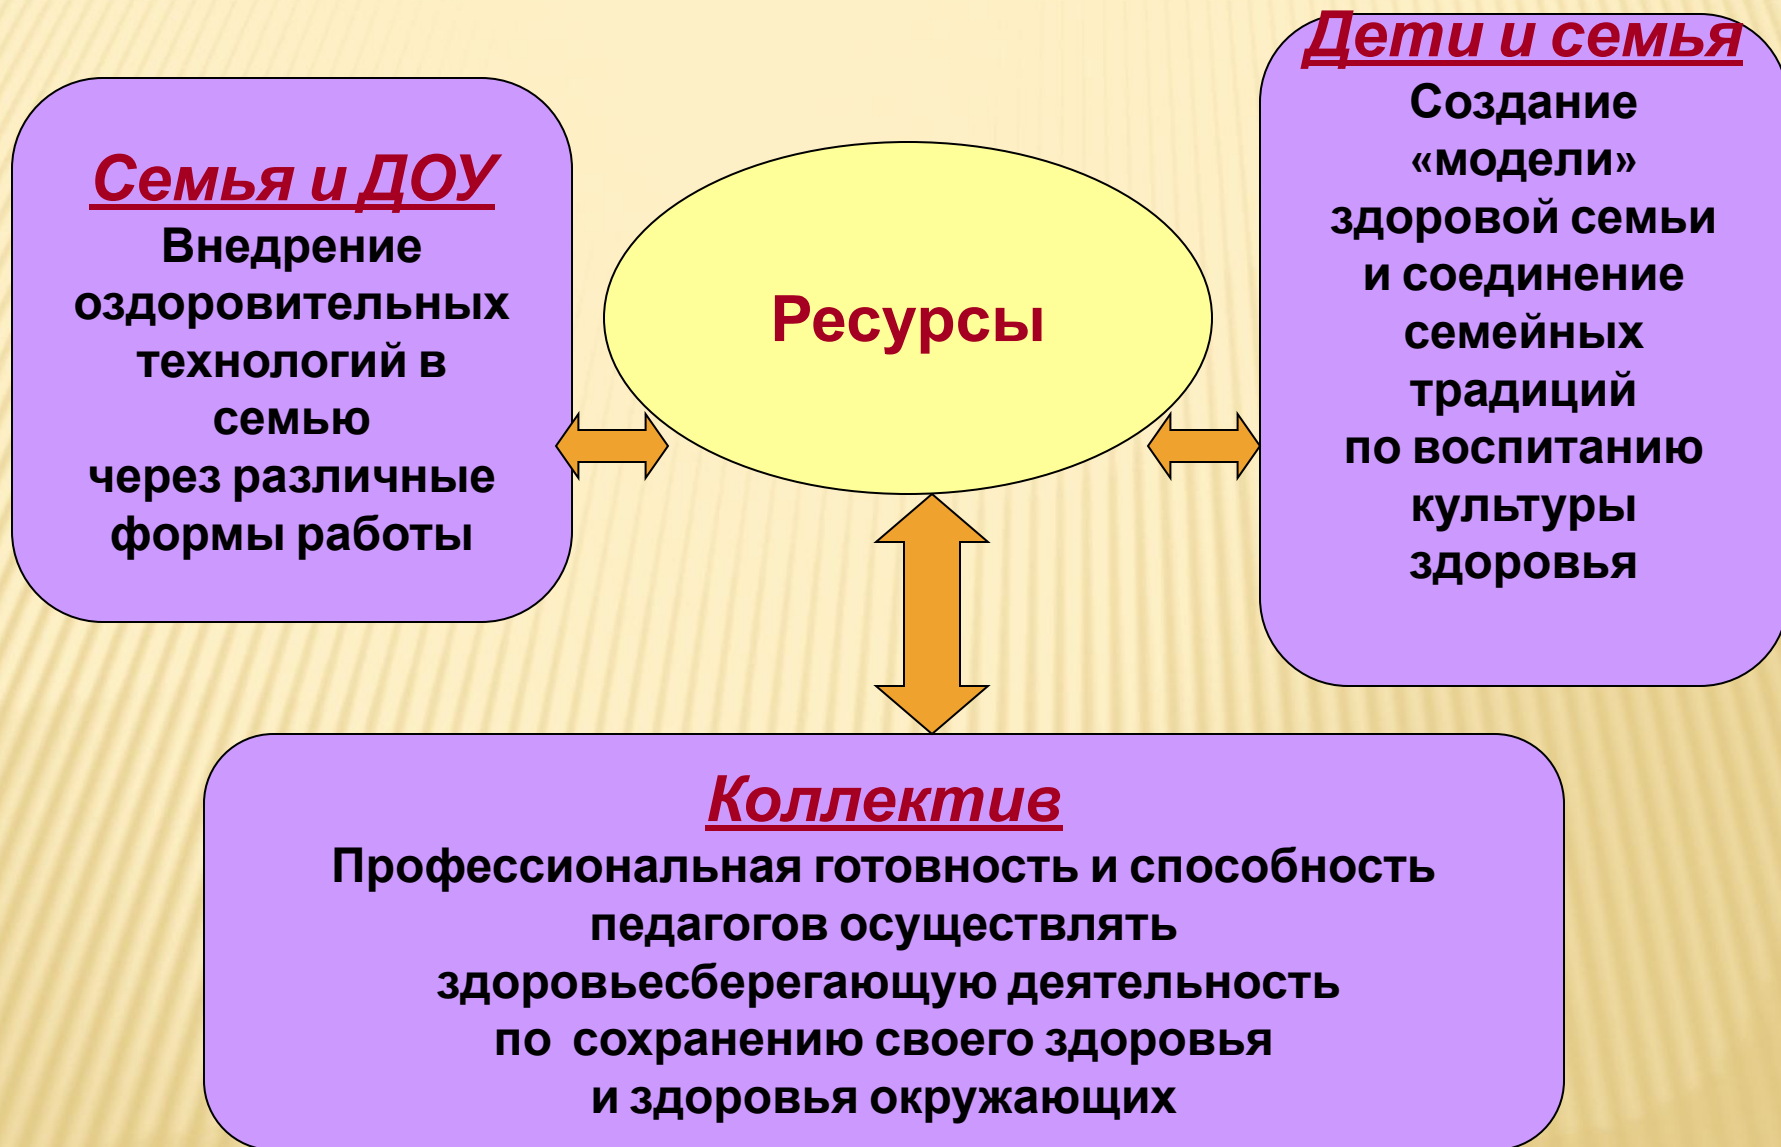 Семья и ДОУ
Внедрение
оздоровительных
технологий в
семью
через различные
формы работы
Ресурсы
Дети и семья
Создание
«модели»
здоровой семьи
и соединение
семейных
традиций
по воспитанию
культуры
здоровья
Коллектив
Профессиональная готовность и способность
педагогов осуществлять
здоровьесберегающую деятельность
по сохранению своего здоровья
и здоровья окружающих